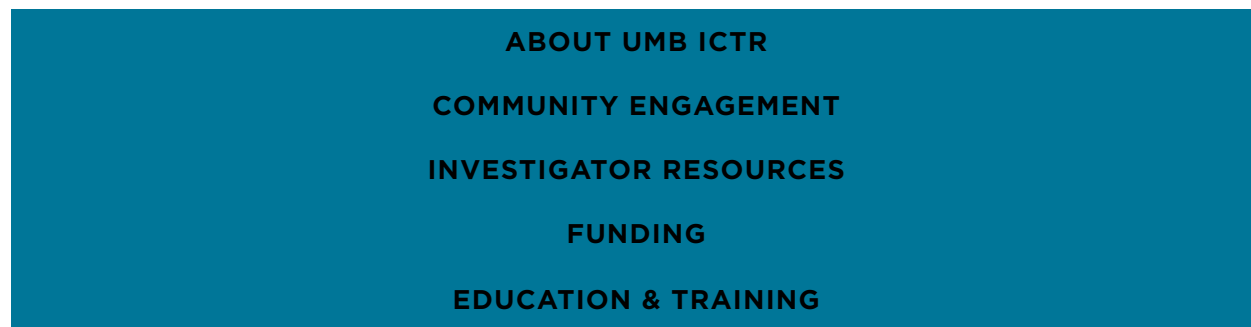 ABOUT UMB ICTR
COMMUNITY ENGAGEMENT
INVESTIGATOR RESOURCES
FUNDING
EDUCATION & TRAINING